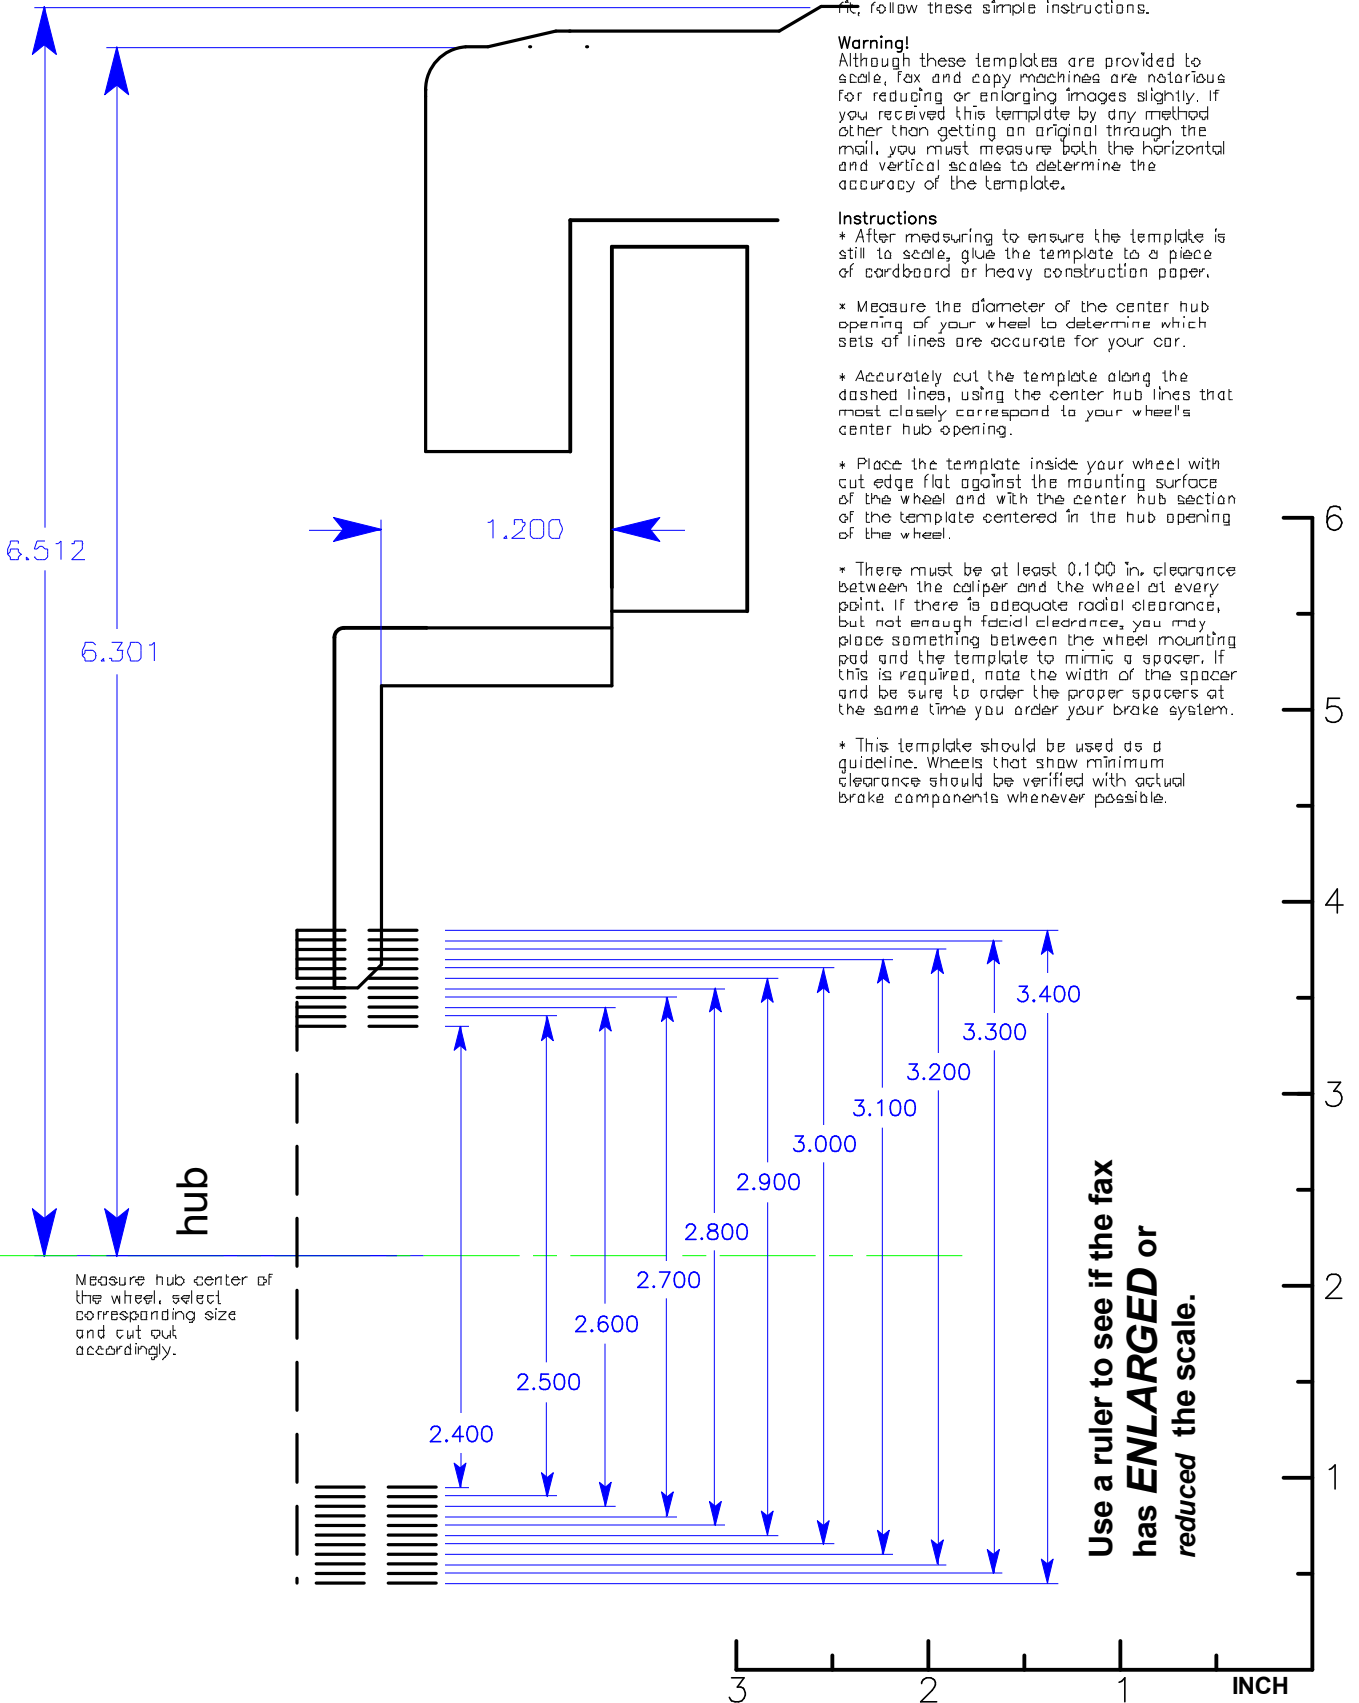 fit, follow these simple instructions.
Warning!
Although these templates are provided to
scale, fax and copy machines are notorious
for reducing or enlarging images slightly. If
you received this template by any method
other than getting an original through the
mail, you must measure both the horizontal
and vertical scales to determine the
accuracy of the template.
Instructions
* After measuring to ensure the template is
still to scale, glue the template to a piece
of cardboard or heavy construction paper.
* Measure the diameter of the center hub
opening of your wheel to determine which
sets of lines are accurate for your car.
* Accurately cut the template along the
dashed lines, using the center hub lines that
most closely correspond to your wheel's
center hub opening.
* Place the template inside your wheel with
cut edge flat against the mounting surface
of the wheel and with the center hub section
of the template centered in the hub opening
of the wheel.
* There must be at least 0.100 in. clearance
between the caliper and the wheel at every
point. If there is adequate radial clearance,
but not enough facial clearance, you may
place something between the wheel mounting
pad and the template to mimic a spacer. If
this is required, note the width of the spacer
and be sure to order the proper spacers at
the same time you order your brake system.
* This template should be used as a
guideline. Wheels that show minimum
clearance should be verified with actual
brake components whenever possible.
6.512
6.301
1.200
3.400
3.300
3.200
3.100
3.000
2.900
2.800
2.700
2.600
2.500
2.400
hub
Measure hub center of
the wheel, select
corresponding size
and cut out
accordingly.
Use a ruler to see if the fax
has ENLARGED or
reduced the scale.
6
5
4
3
2
1
3
2
1
INCH